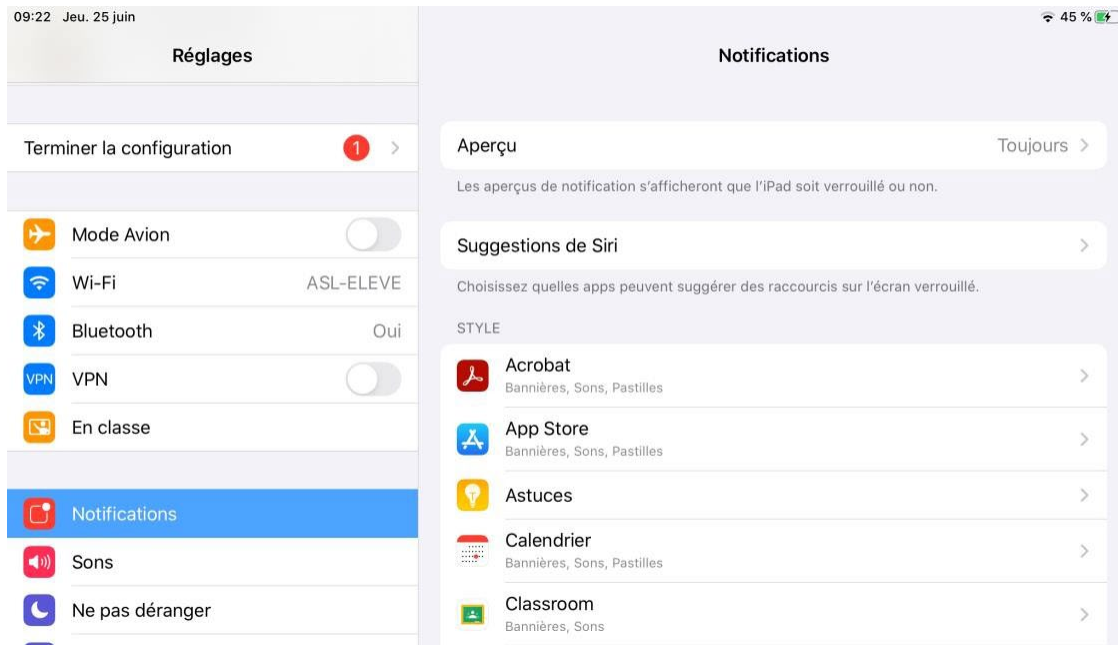 09:22 Jeu. 25 juin
45 %
Réglages
Terminer la configuration
1
Mode Avion
Wi-Fi
ASL-ELEVE
Bluetooth
Oui
VPN
VPN
En classe
Notifications
Sons
Ne pas déranger
Notifications
Aperçu
Toujours
Les aperçus de notification s’afficheront que l’iPad soit verrouillé ou non.
Suggestions de Siri
Choisissez quelles apps peuvent suggérer des raccourcis sur l’écran verrouillé.
STYLE
Acrobat
Bannières, Sons, Pastilles
App Store
Bannières, Sons, Pastilles
Astuces
Calendrier
Bannières, Sons, Pastilles
Classroom
Bannières, Sons